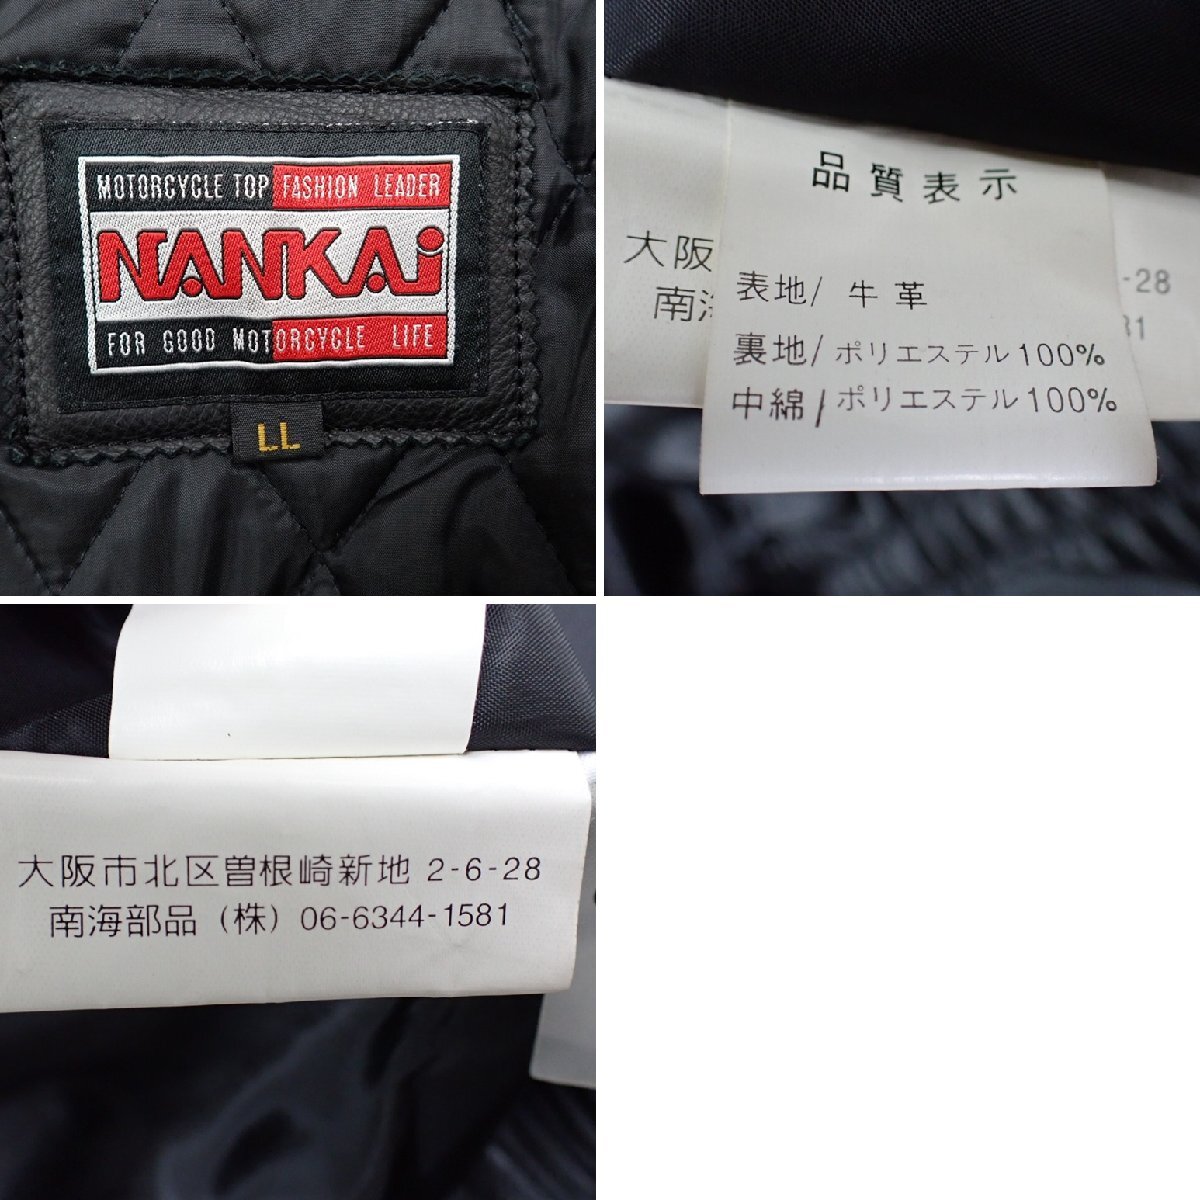 MOTORCYCLE TOP FASHION LEADER
NANKAi
FOR GOOD MOTORCYCLE LIFE
LL
品質表示
大阪
-28
南海
81
表地/ 牛革
裏地/ポリエステル100%
中綿/ポリエステル100%
大阪市北区曽根崎新地 2-6-28
南海部品 (株) 06-6344-1581